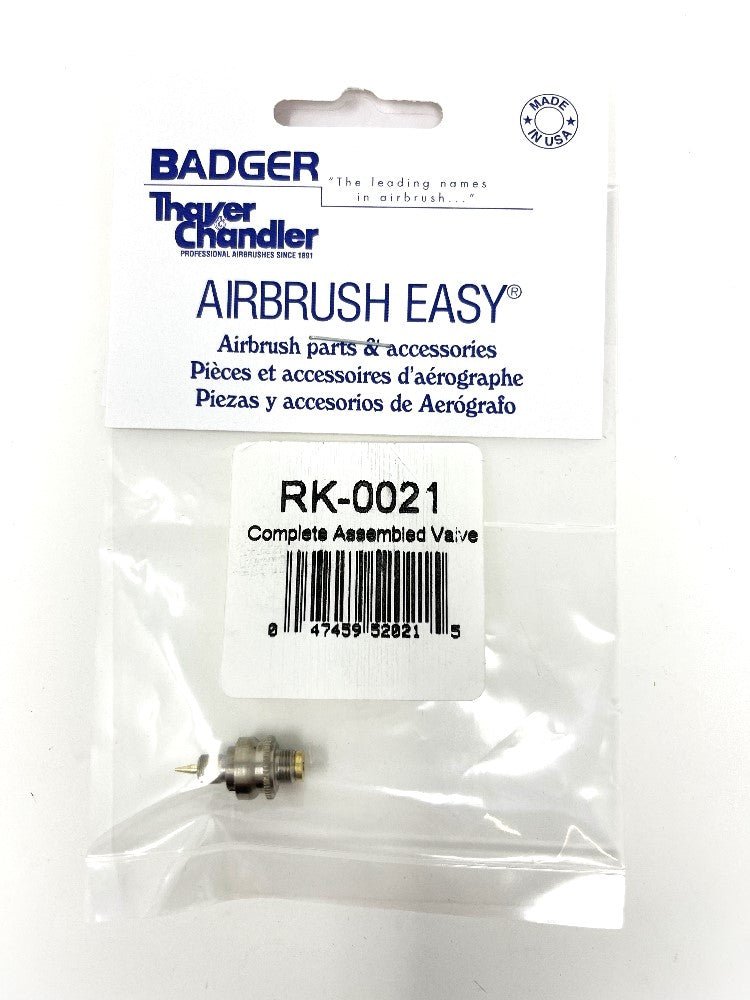 MADE
IN USA
BADGER
"The leading names
in airbrush..."
Thayer
&
Chandler
PROFESSIONAL AIRBRUSHES SINCE 1891
AIRBRUSH EASY®
Airbrush parts & accessories
Pièces et accessoires d'aérographe
Piezas y accesorios de Aerógrafo
RK-0021
Complete Assembled Valve
0 47459 52021 5